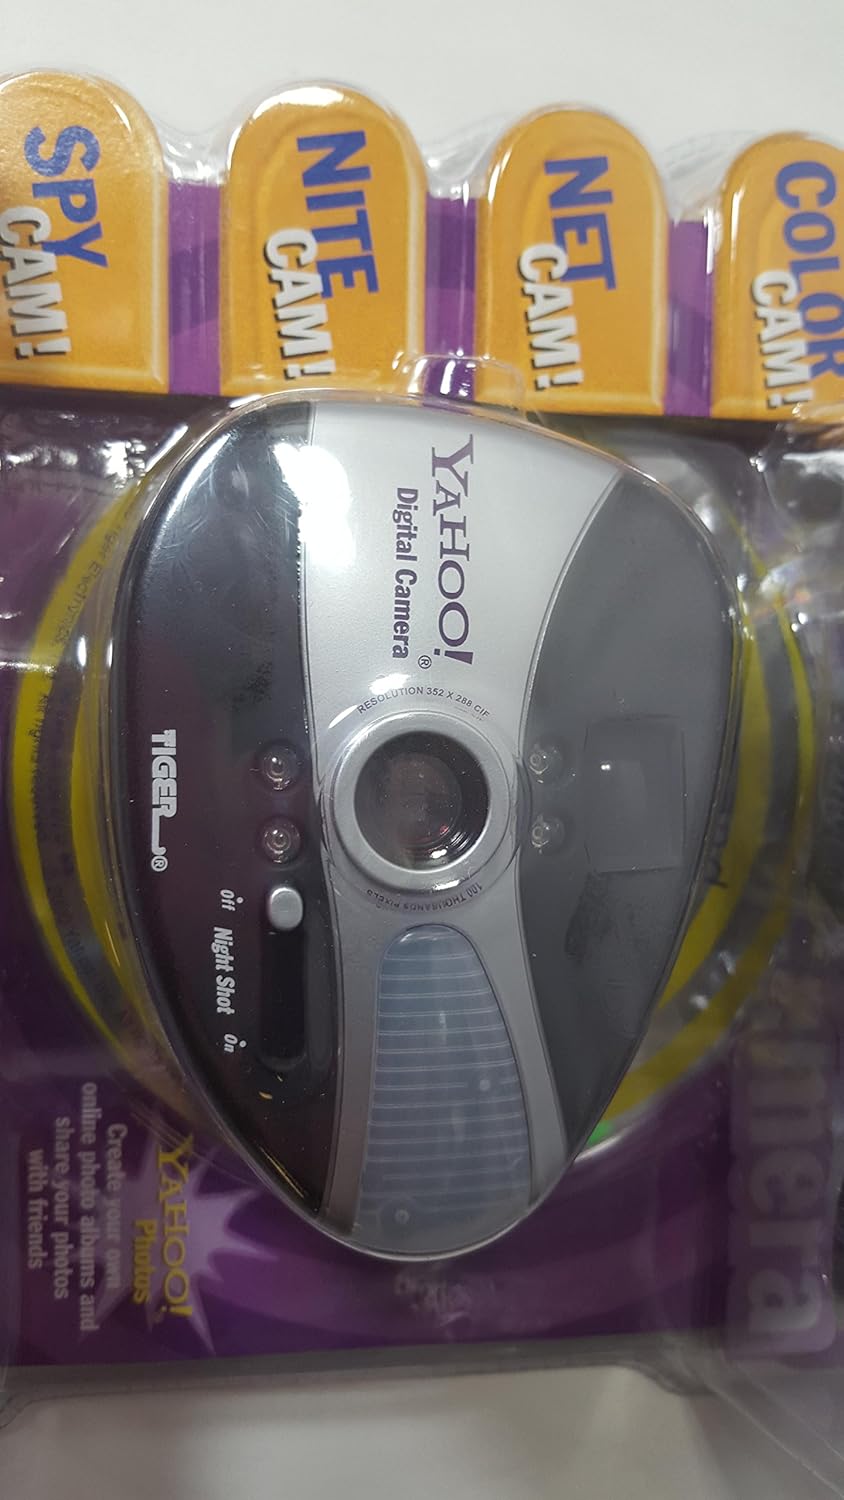 COLOR
CAM!
NET
CAM!
NITE
CAM!
SPY
CAM!
YAHOO!®
Digital Camera
RESOLUTION 352 X 288 CIF
100 THOUSANDS PIXELS
TIGER®
off Night Shot On
YAHOO!
Photos
Create your own
online photo albums and
share your photos
with friends